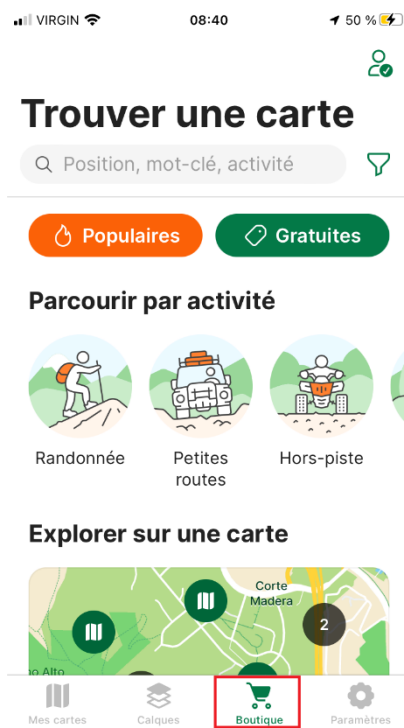 VIRGIN 08:40 50 %
Trouver une carte
Position, mot-clé, activité
Populaires Gratuites
Parcourir par activité
Randonnée Petites routes Hors-piste
Explorer sur une carte
Corte Madera
2
o Alto
Mes cartes Calques Boutique Paramètres